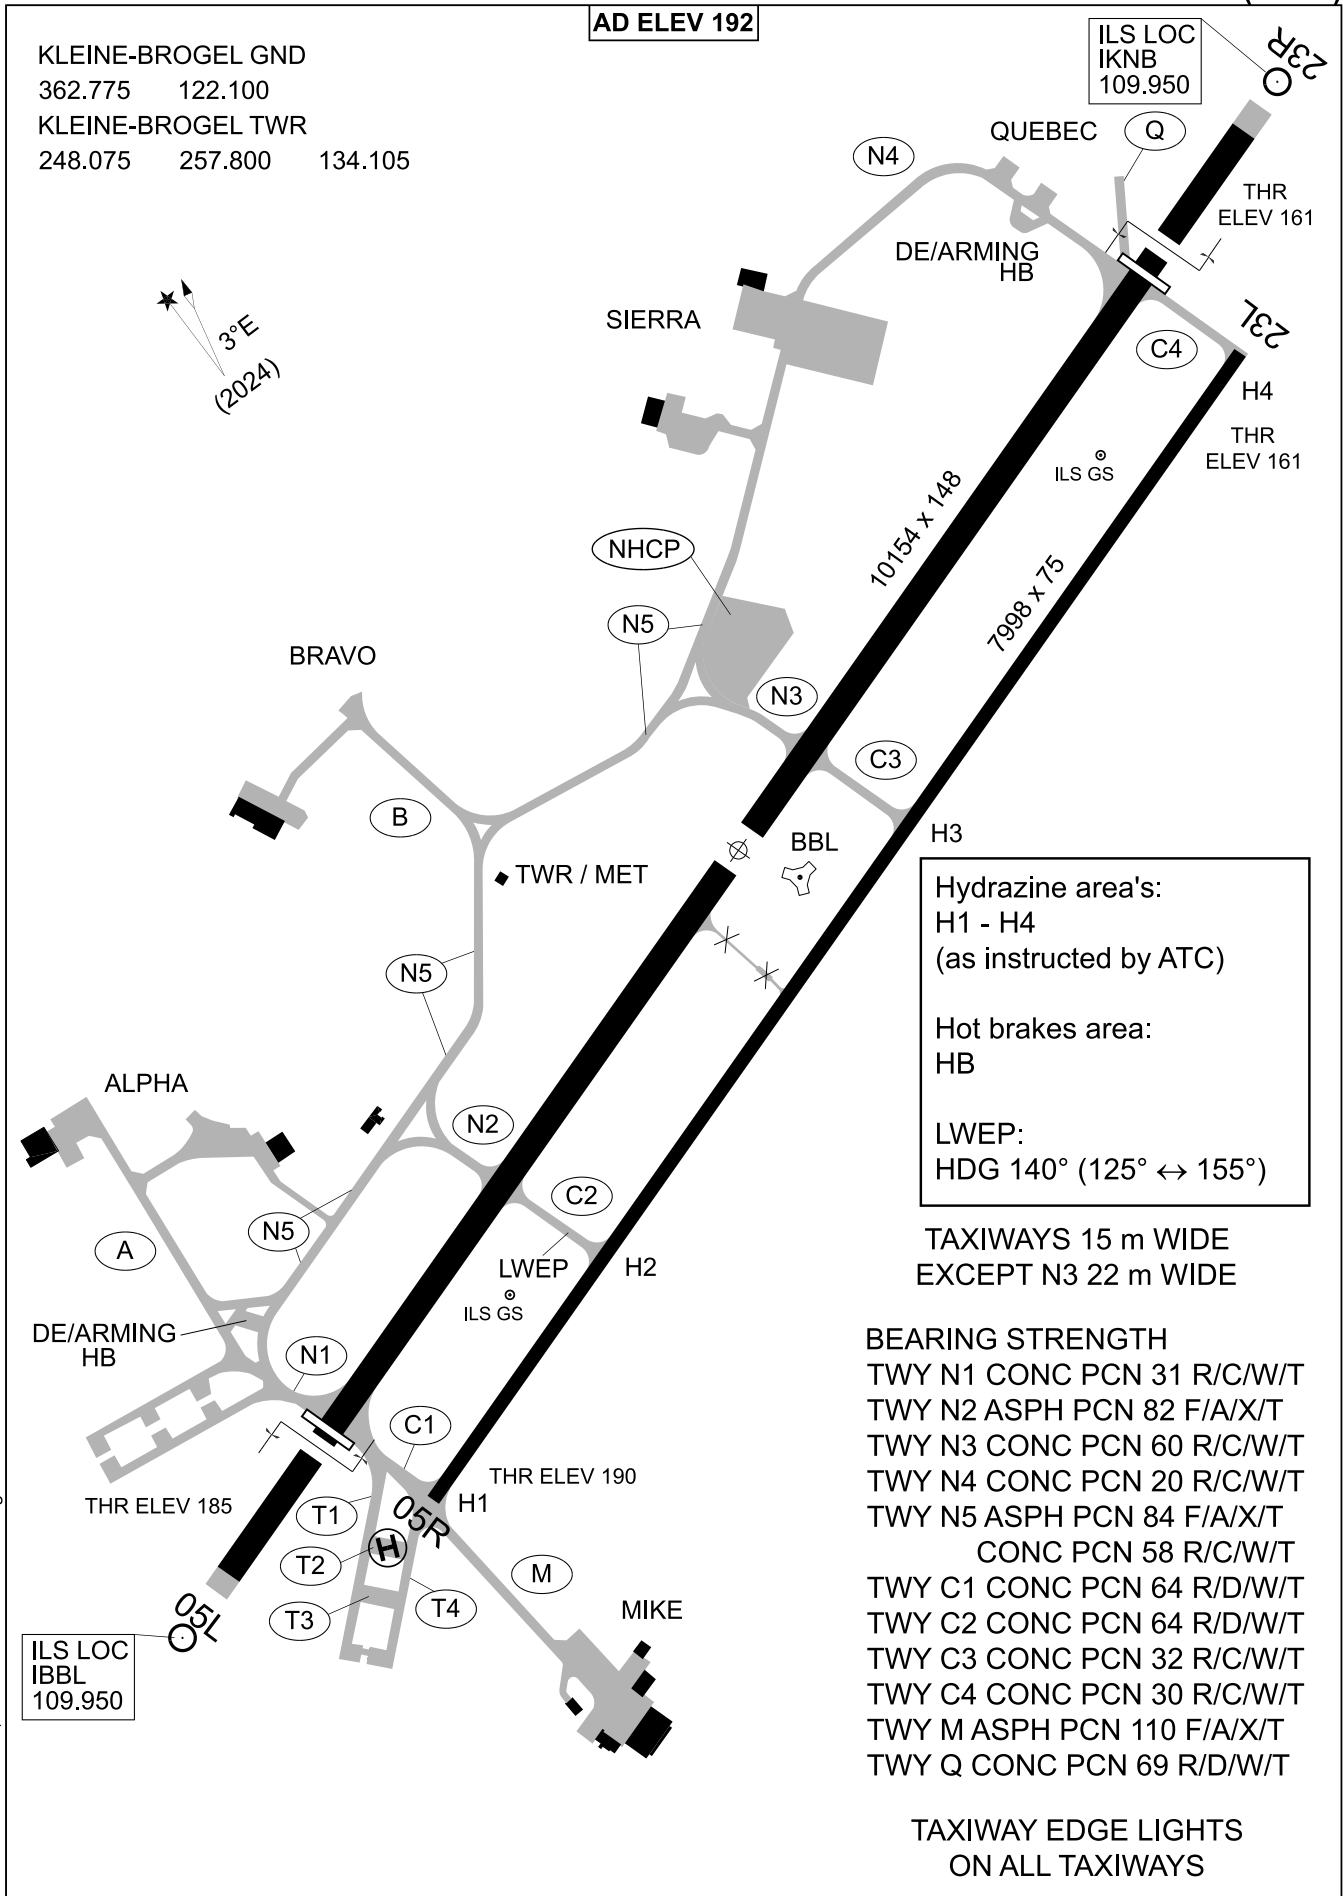 AD ELEV 192
KLEINE-BROGEL GND
362.775 122.100
KLEINE-BROGEL TWR
248.075 257.800 134.105
ILS LOC
IKNB
109.950
23R
QUEBEC
Q
N4
THR
ELEV 161
DE/ARMING
HB
3°E
(2024)
SIERRA
23L
C4
H4
THR
ELEV 161
ILS GS
10154 x 148
7998 x 75
NHCP
N5
BRAVO
N3
C3
B
H3
BBL
TWR / MET
Hydrazine area's:
H1 - H4
(as instructed by ATC)
Hot brakes area:
HB
LWEP:
HDG 140° (125° ↔ 155°)
N5
ALPHA
N2
C2
N5
A
LWEP
H2
ILS GS
TAXIWAYS 15 m WIDE
EXCEPT N3 22 m WIDE
DE/ARMING
HB
N1
C1
THR ELEV 190
THR ELEV 185
H1
05R
T1
H
T2
T3
T4
M
MIKE
05L
ILS LOC
IBBL
109.950
BEARING STRENGTH
TWY N1 CONC PCN 31 R/C/W/T
TWY N2 ASPH PCN 82 F/A/X/T
TWY N3 CONC PCN 60 R/C/W/T
TWY N4 CONC PCN 20 R/C/W/T
TWY N5 ASPH PCN 84 F/A/X/T
CONC PCN 58 R/C/W/T
TWY C1 CONC PCN 64 R/D/W/T
TWY C2 CONC PCN 64 R/D/W/T
TWY C3 CONC PCN 32 R/C/W/T
TWY C4 CONC PCN 30 R/C/W/T
TWY M ASPH PCN 110 F/A/X/T
TWY Q CONC PCN 69 R/D/W/T
TAXIWAY EDGE LIGHTS
ON ALL TAXIWAYS